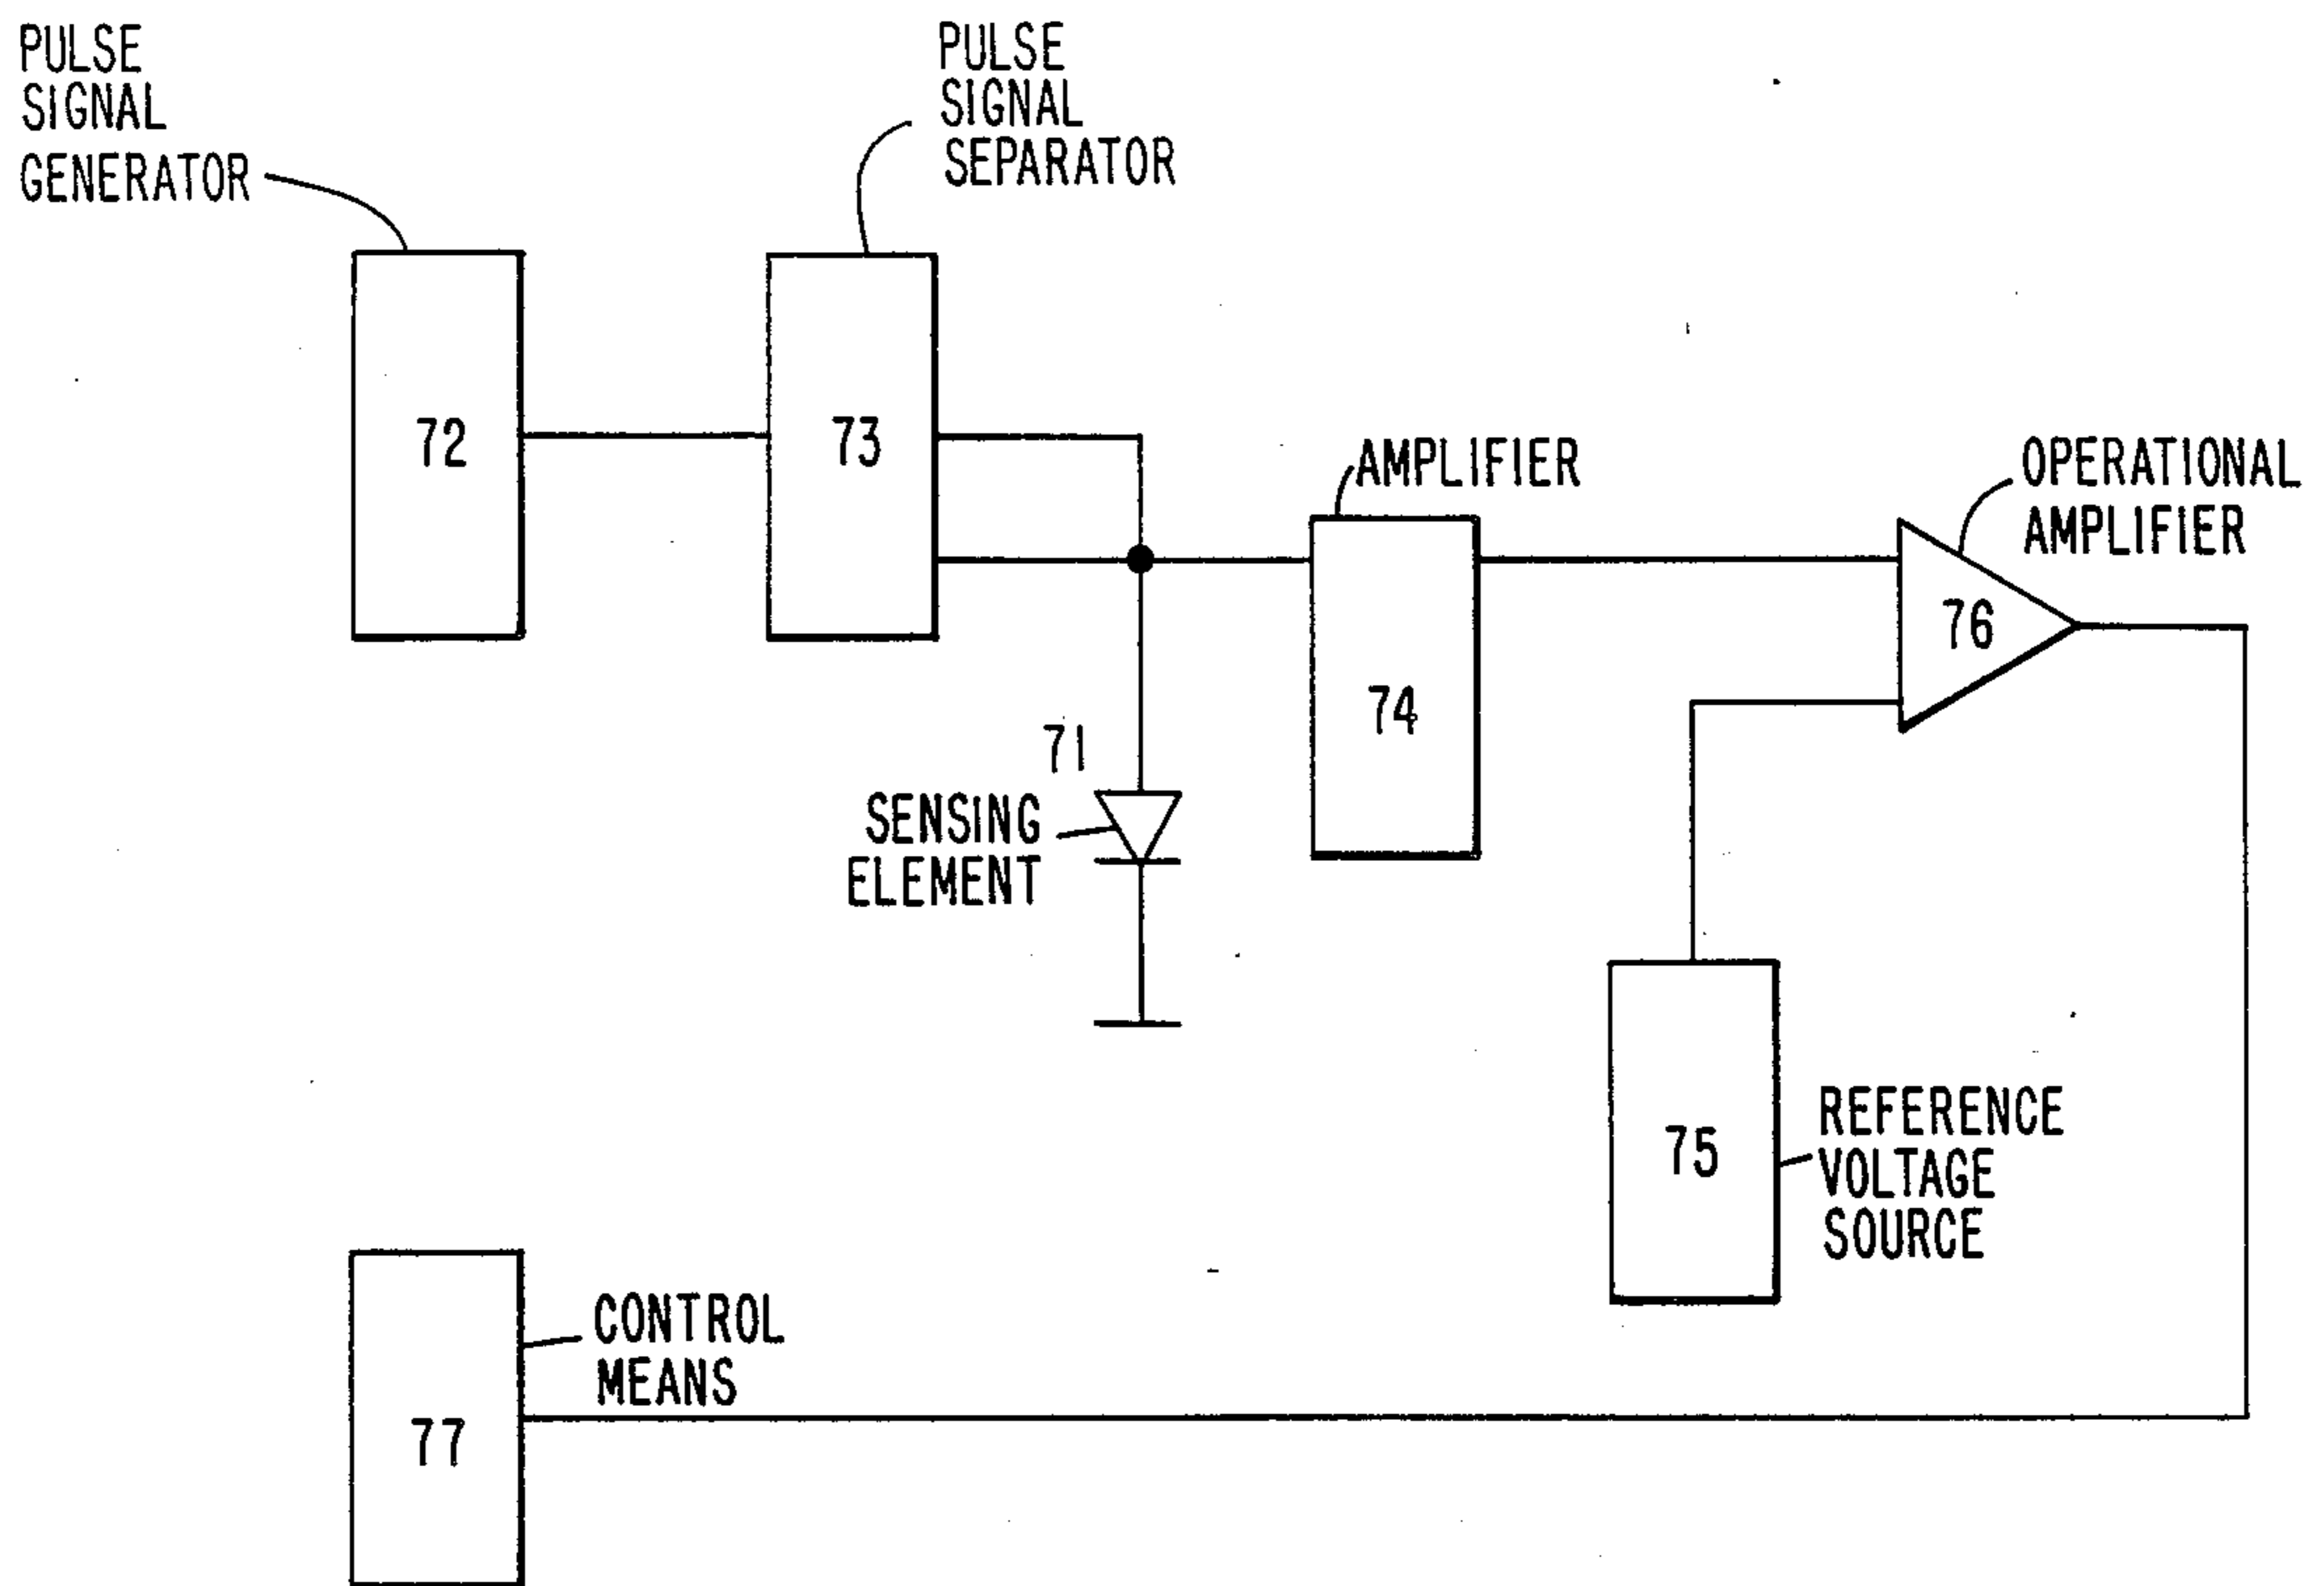 PULSE
SIGNAL
GENERATOR
PULSE
SIGNAL
SEPARATOR
72
73
AMPLIFIER
OPERATIONAL
AMPLIFIER
76
74
71
SENSING
ELEMENT
75
REFERENCE
VOLTAGE
SOURCE
CONTROL
MEANS
77